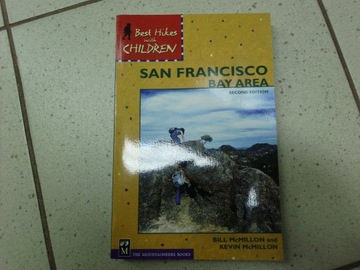 Best Hikes
with
CHILDREN
SAN FRANCISCO
BAY AREA
SECOND EDITION
BILL McMILLON and
KEVIN McMILLON
M
THE MOUNTAINEERS BOOKS